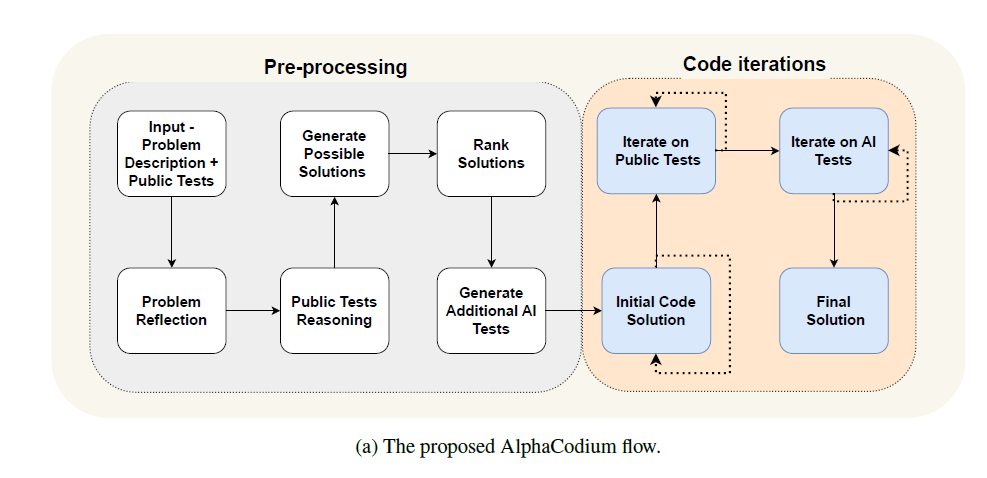 Pre-processing
Input -
Problem
Description +
Public Tests
Problem
Reflection
Public Tests
Reasoning
Generate
Possible
Solutions
Rank
Solutions
Generate
Additional AI
Tests
Code iterations
Initial Code
Solution
Iterate on
Public Tests
Iterate on AI
Tests
Final
Solution
(a) The proposed AlphaCodium flow.